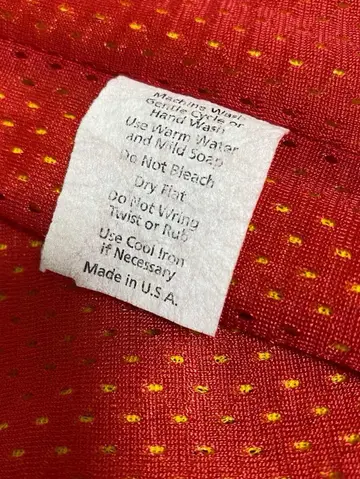 Machine Wash
Gentle Cycle or
Hand Wash
Use Warm Water
and Mild Soap
Do Not Bleach
Dry Flat
Do Not Wring
Twist or Rub
Use Cool Iron
if Necessary
Made in U.S.A.